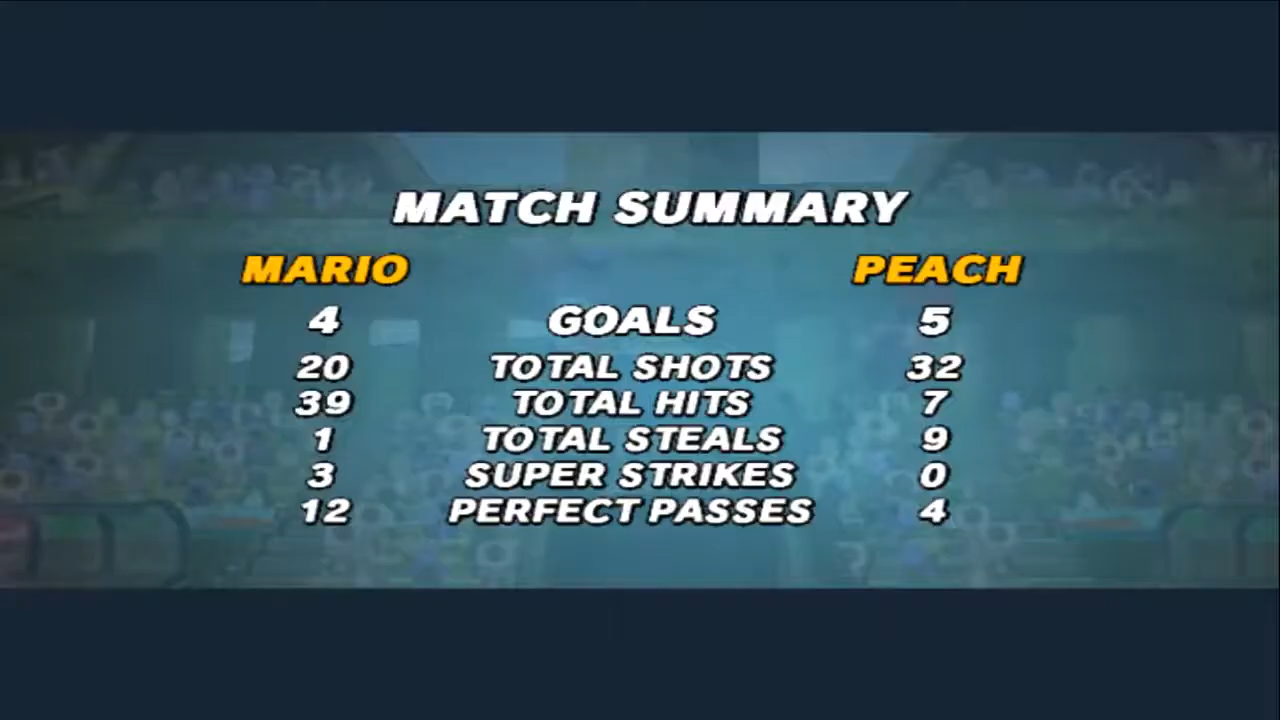 MATCH SUMMARY
MARIO PEACH
4 GOALS 5
20 TOTAL SHOTS 32
39 TOTAL HITS 7
1 TOTAL STEALS 9
3 SUPER STRIKES 0
12 PERFECT PASSES 4